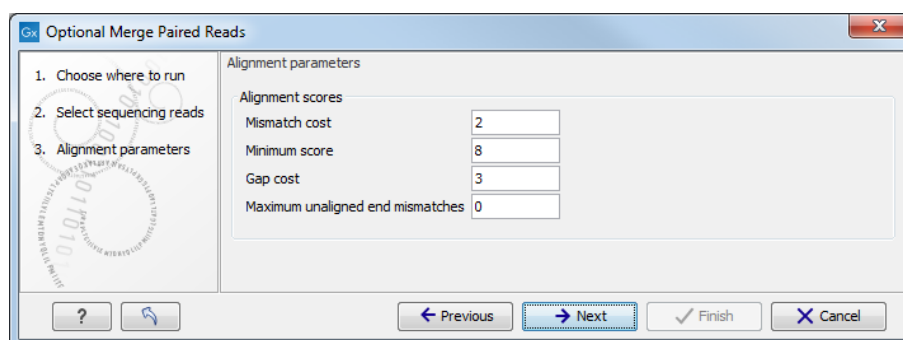 Gx Optional Merge Paired Reads
1. Choose where to run
2. Select sequencing reads
3. Alignment parameters
Alignment parameters
Alignment scores
Mismatch cost 2
Minimum score 8
Gap cost 3
Maximum unaligned end mismatches 0
? Previous Next Finish Cancel